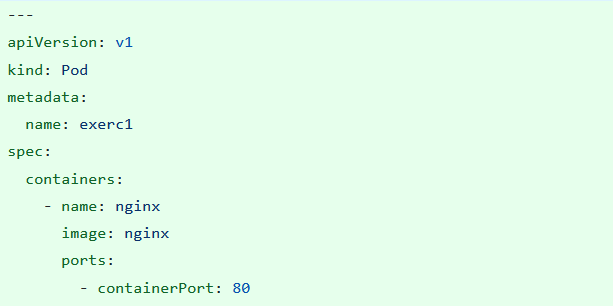 ---
apiVersion: v1
kind: Pod
metadata:
  name: exerc1
spec:
  containers:
    - name: nginx
      image: nginx
      ports:
        - containerPort: 80